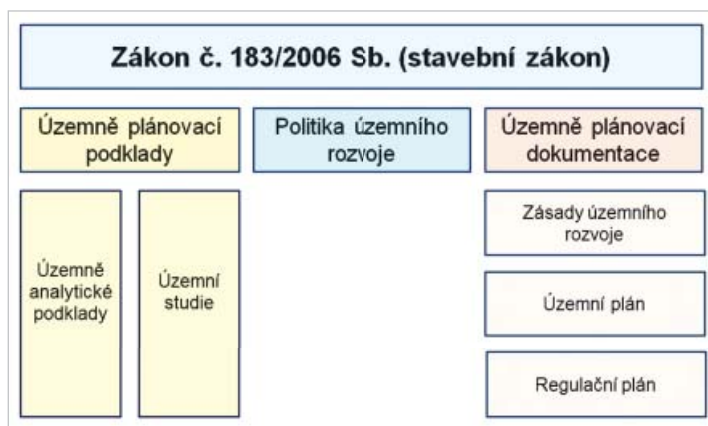 Zákon č. 183/2006 Sb. (stavební zákon)
Územně plánovací
podklady
Politika územního
rozvoje
Územně plánovací
dokumentace
Územně
analytické
podklady
Územní
studie
Zásady územního
rozvoje
Územní plán
Regulační plán